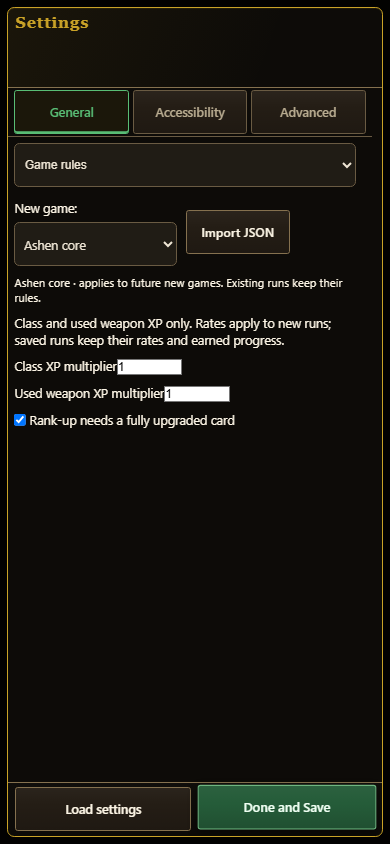 Settings
General
Accessibility
Advanced
Game rules
New game:
Ashen core
Import JSON
Ashen core · applies to future new games. Existing runs keep their
rules.
Class and used weapon XP only. Rates apply to new runs;
saved runs keep their rates and earned progress.
Class XP multiplier 1
Used weapon XP multiplier 1
Rank-up needs a fully upgraded card
Load settings
Done and Save